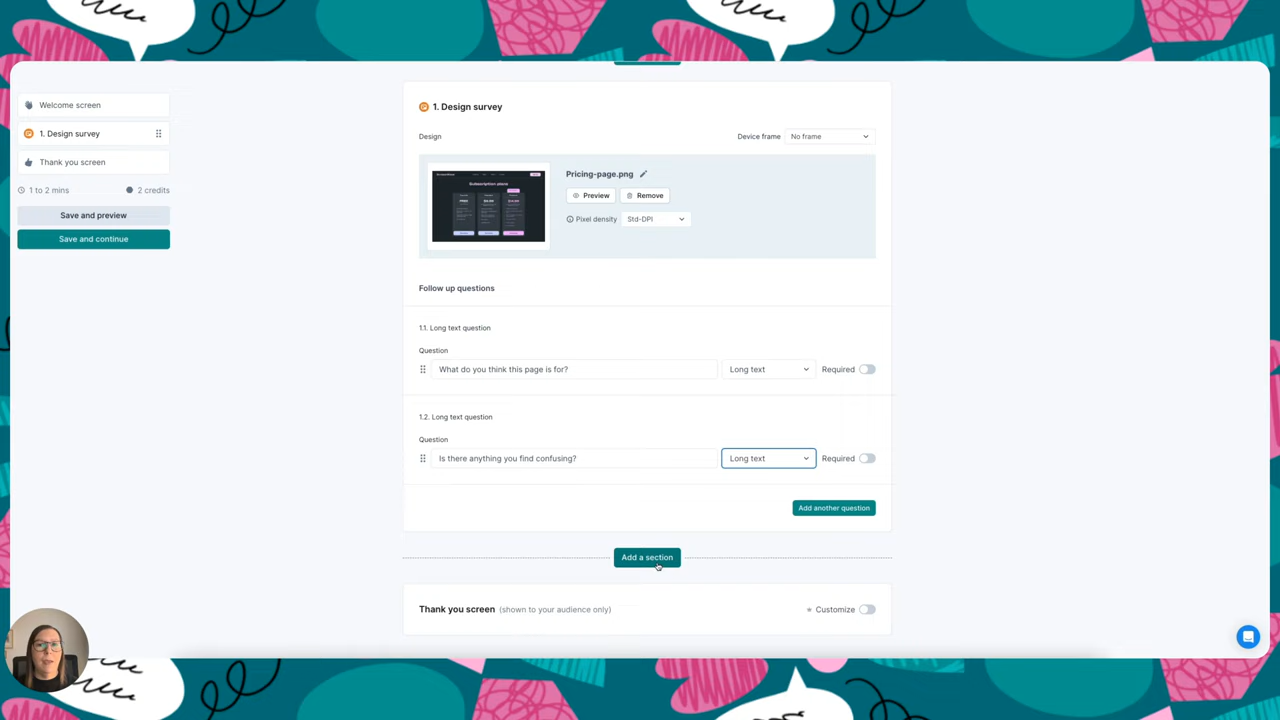 Welcome screen
1. Design survey
Thank you screen
1 to 2 mins
2 credits
Save and preview
Save and continue
1. Design survey
Design
Device frame
No frame
Pricing-page.png
Preview
Remove
Pixel density
Std-DPI
Subscription plans
Follow up questions
1.1. Long text question
Question
What do you think this page is for?
Long text
Required
1.2. Long text question
Question
Is there anything you find confusing?
Long text
Required
Add another question
Add a section
Thank you screen (shown to your audience only)
Customize